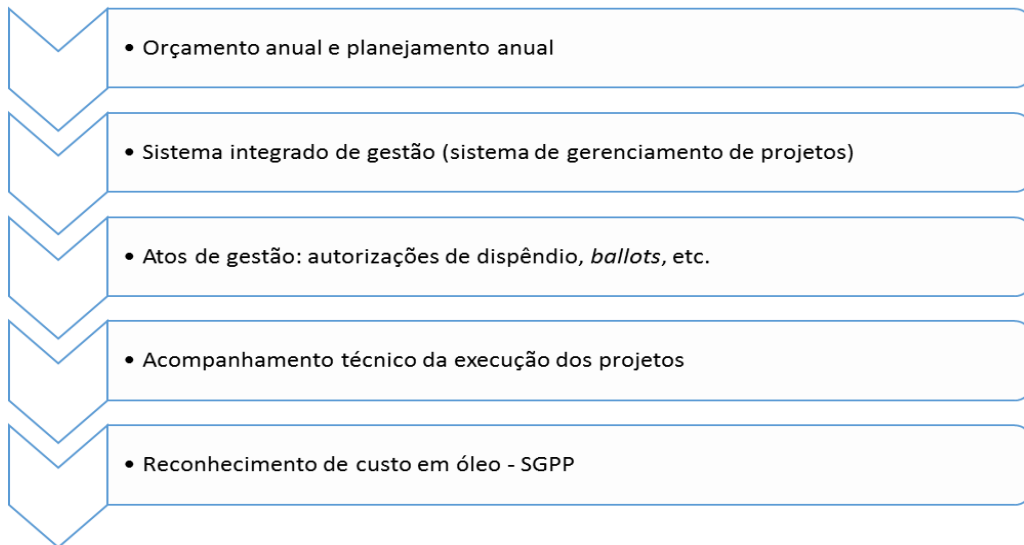 • Orçamento anual e planejamento anual
• Sistema integrado de gestão (sistema de gerenciamento de projetos)
• Atos de gestão: autorizações de dispêndio, ballots, etc.
• Acompanhamento técnico da execução dos projetos
• Reconhecimento de custo em óleo - SGPP